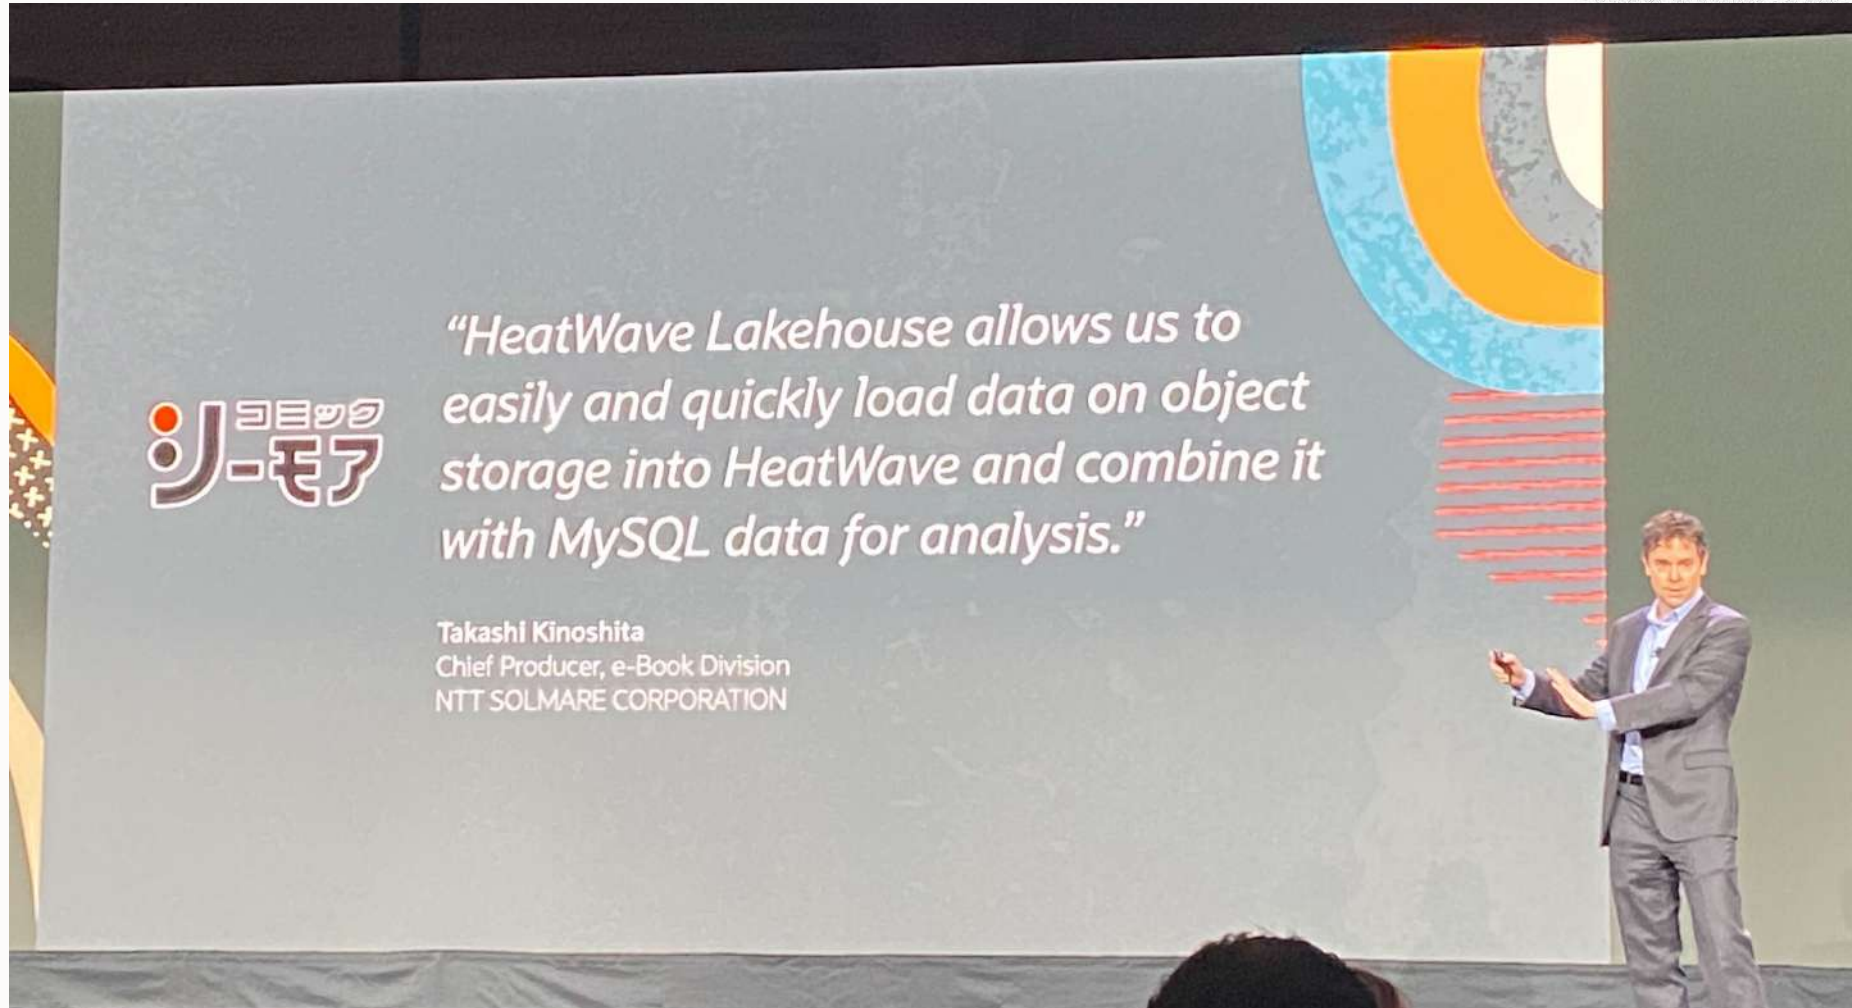 コミック
シーモア
“HeatWave Lakehouse allows us to
easily and quickly load data on object
storage into HeatWave and combine it
with MySQL data for analysis.”
Takashi Kinoshita
Chief Producer, e-Book Division
NTT SOLMARE CORPORATION